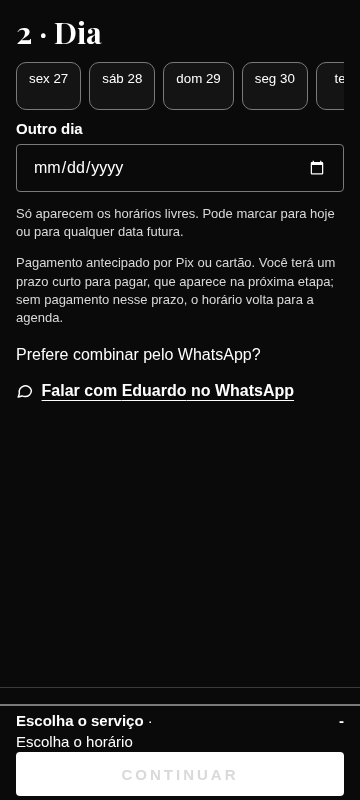 2 · Dia
sex 27
sáb 28
dom 29
seg 30
te
Outro dia
mm/dd/yyyy
Só aparecem os horários livres. Pode marcar para hoje
ou para qualquer data futura.
Pagamento antecipado por Pix ou cartão. Você terá um
prazo curto para pagar, que aparece na próxima etapa;
sem pagamento nesse prazo, o horário volta para a
agenda.
Prefere combinar pelo WhatsApp?
Falar com Eduardo no WhatsApp
Escolha o serviço · -
Escolha o horário
CONTINUAR